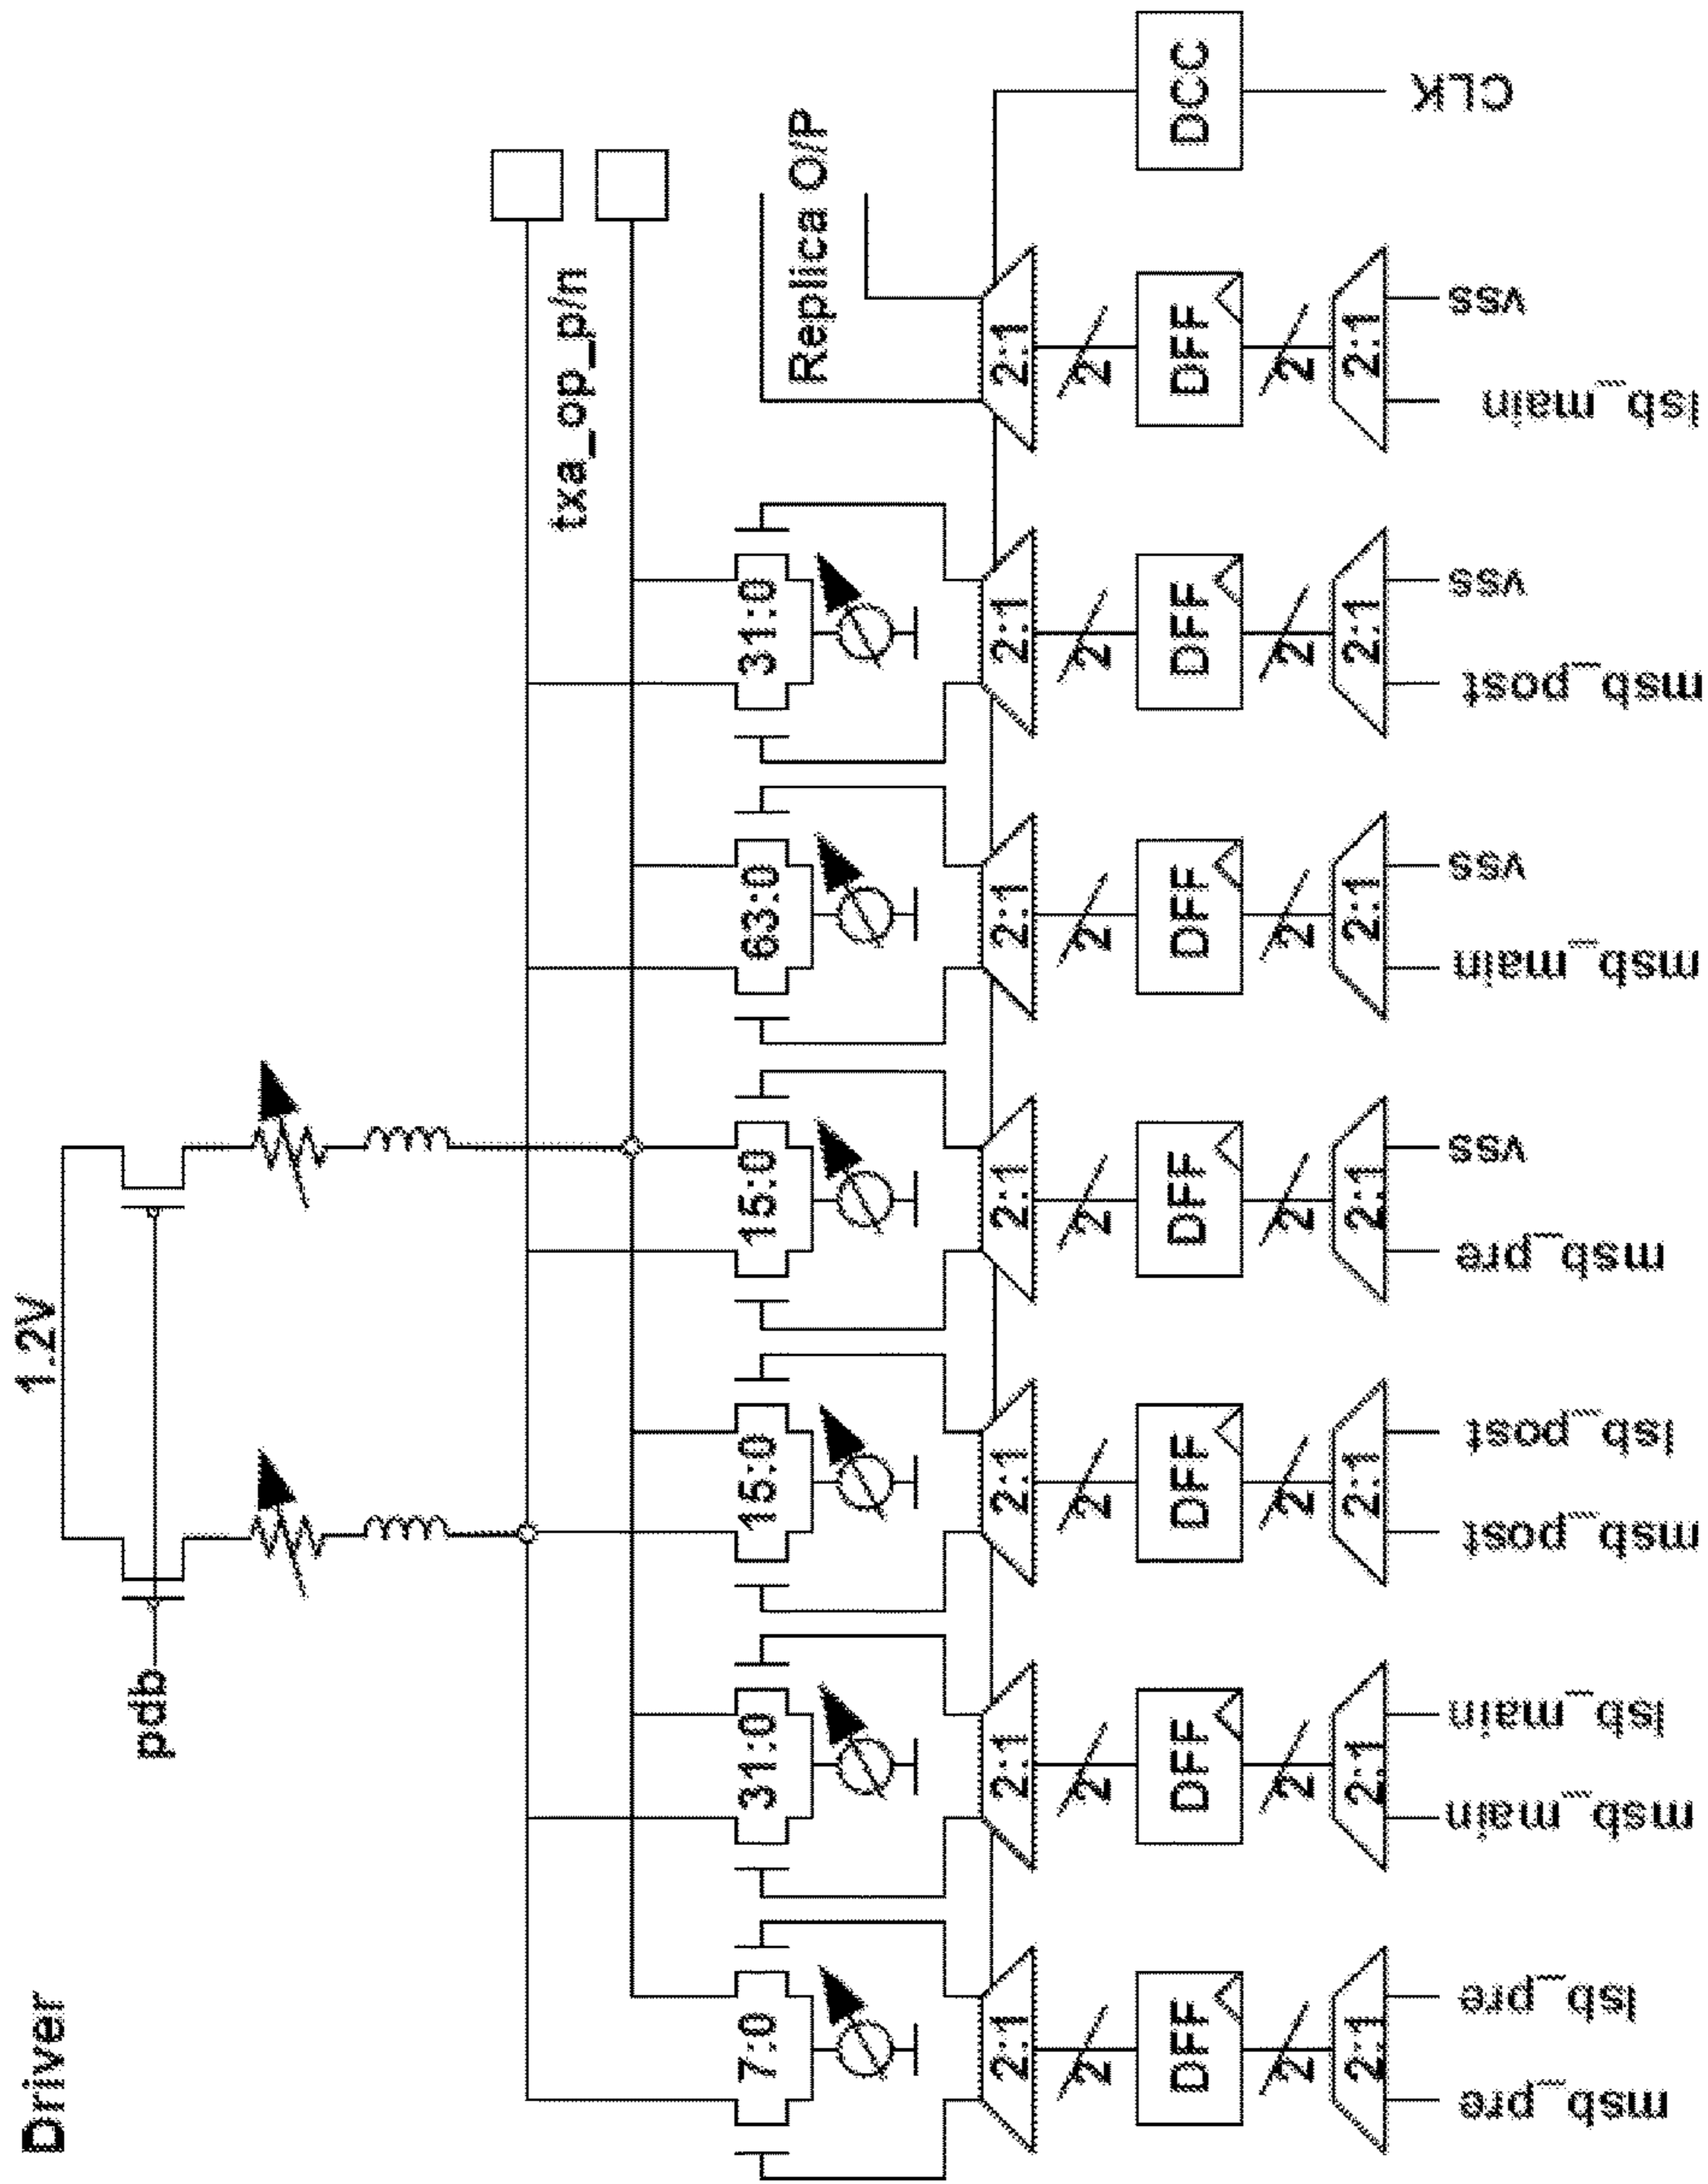 Driver
1.2V
pdb
txa_op_p/n
Replica O/P
7:0
31:0
15:0
15:0
63:0
31:0
2:1
2:1
2:1
2:1
2:1
2:1
2:1
2
2
2
2
2
2
2
DFF
DFF
DFF
DFF
DFF
DFF
DFF
DCC
2
2
2
2
2
2
2
2:1
2:1
2:1
2:1
2:1
2:1
2:1
msb_pre
lsb_pre
msb_main
lsb_main
msb_post
lsb_post
msb_pre
vss
msb_main
vss
msb_post
vss
lsb_main
vss
CLK